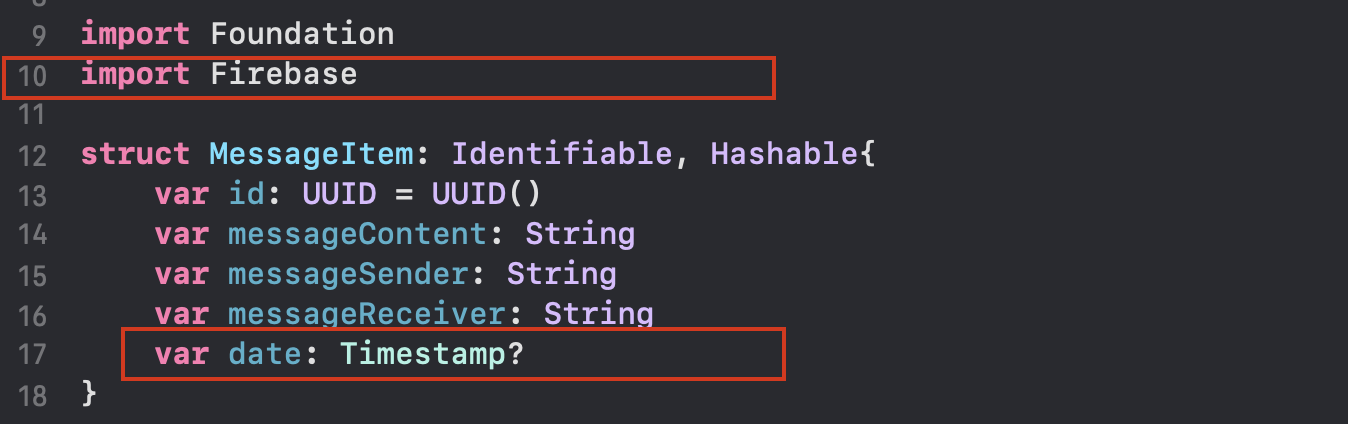 9 import Foundation
10 import Firebase
11
12 struct MessageItem: Identifiable, Hashable{
13     var id: UUID = UUID()
14     var messageContent: String
15     var messageSender: String
16     var messageReceiver: String
17     var date: Timestamp?
18 }